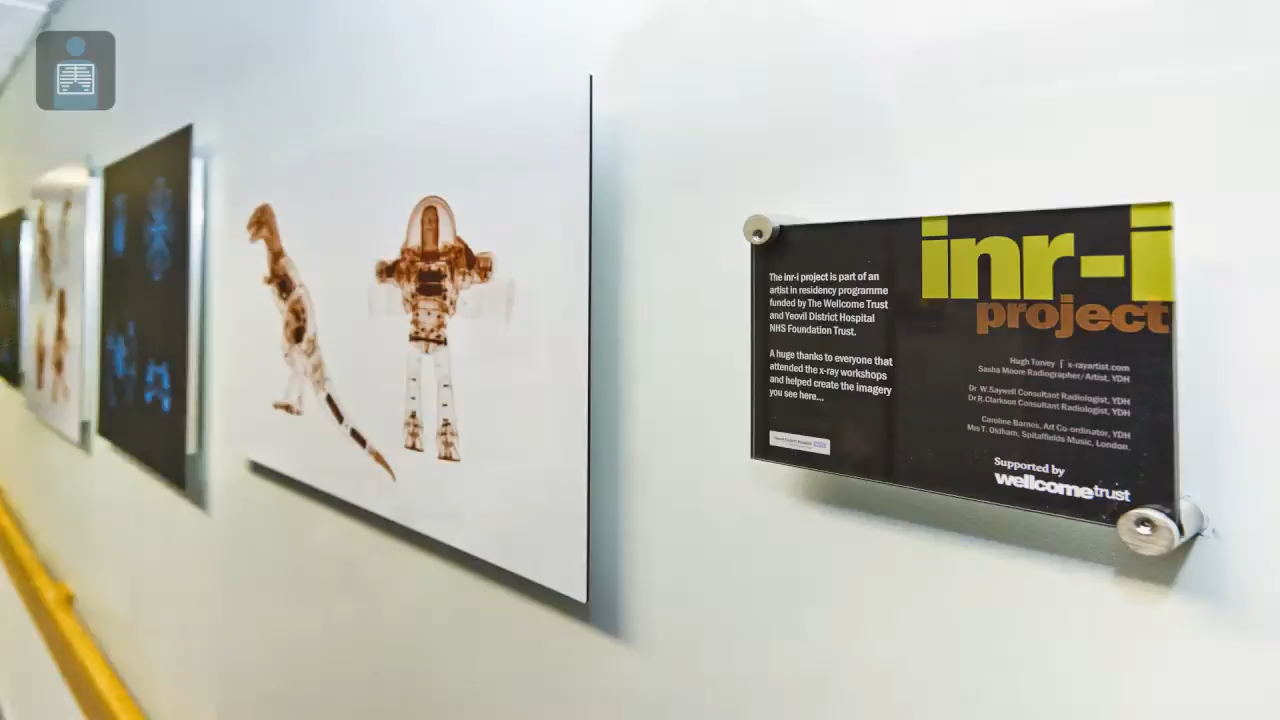 inr-i
project
The inr-i project is part of an
artist in residency programme
funded by The Wellcome Trust
and Yeovil District Hospital
NHS Foundation Trust.
A huge thanks to everyone that
attended the x-ray workshops
and helped create the imagery
you see here...
Hugh Turvey | x-rayartist.com
Sasha Moore Radiographer/Artist, YDH
Dr W.Saywell Consultant Radiologist, YDH
Dr R.Clarkson Consultant Radiologist, YDH
Caroline Barnes, Art Co-ordinator, YDH
Mrs T. Oldham, Spitalfields Music, London.
Supported by
wellcometrust